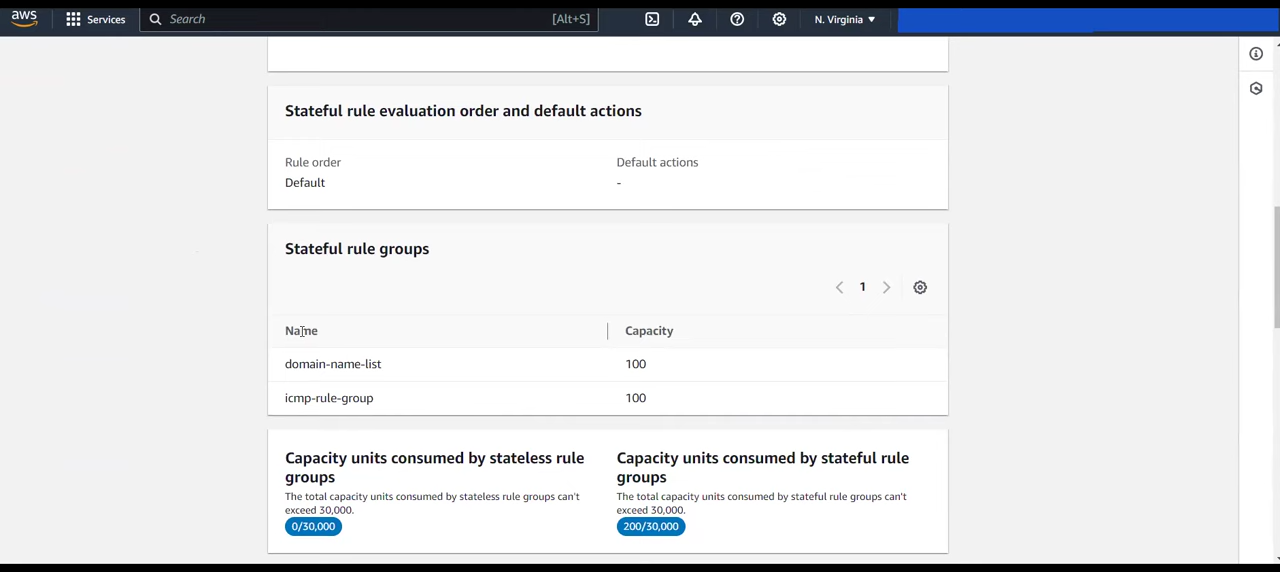 aws Services Search [Alt+S] N. Virginia
Stateful rule evaluation order and default actions
Rule order Default actions
Default -
Stateful rule groups
1
Name Capacity
domain-name-list 100
icmp-rule-group 100
Capacity units consumed by stateless rule
groups
The total capacity units consumed by stateless rule groups can't
exceed 30,000.
0/30,000
Capacity units consumed by stateful rule
groups
The total capacity units consumed by stateful rule groups can't
exceed 30,000.
200/30,000